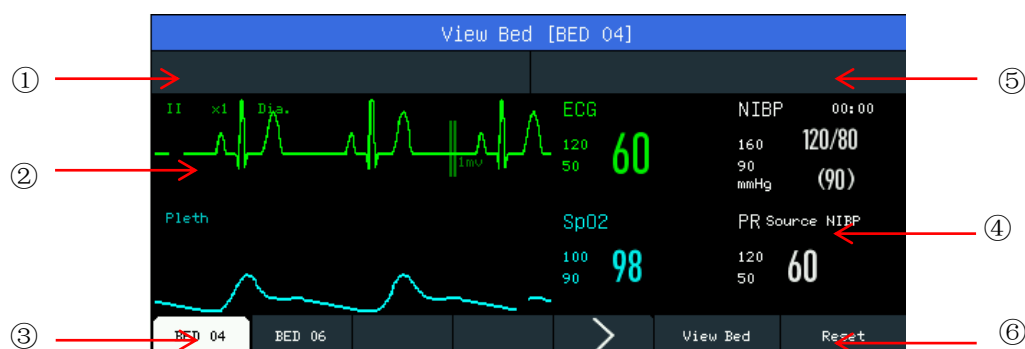 View Bed [BED 04]
①
⑤
II x1 Dia.
ECG
NIBP 00:00
120
50
60
160
90
mmHg
120/80
(90)
②
1mv
Pleth
SpO2
PR Source NIBP
④
100
90
98
120
50
60
③
BED 04
BED 06
View Bed
Reset
⑥